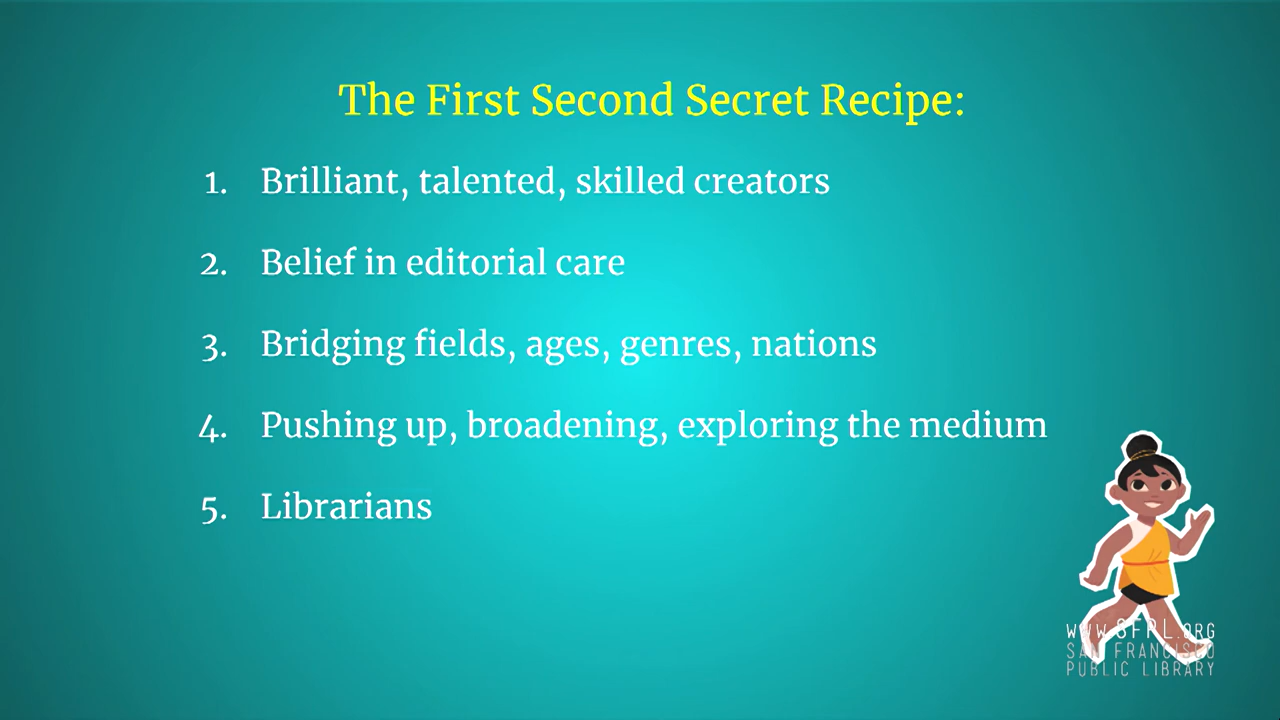 The First Second Secret Recipe:
1. Brilliant, talented, skilled creators
2. Belief in editorial care
3. Bridging fields, ages, genres, nations
4. Pushing up, broadening, exploring the medium
5. Librarians
WWW.SFPL.ORG
SAN FRANCISCO
PUBLIC LIBRARY